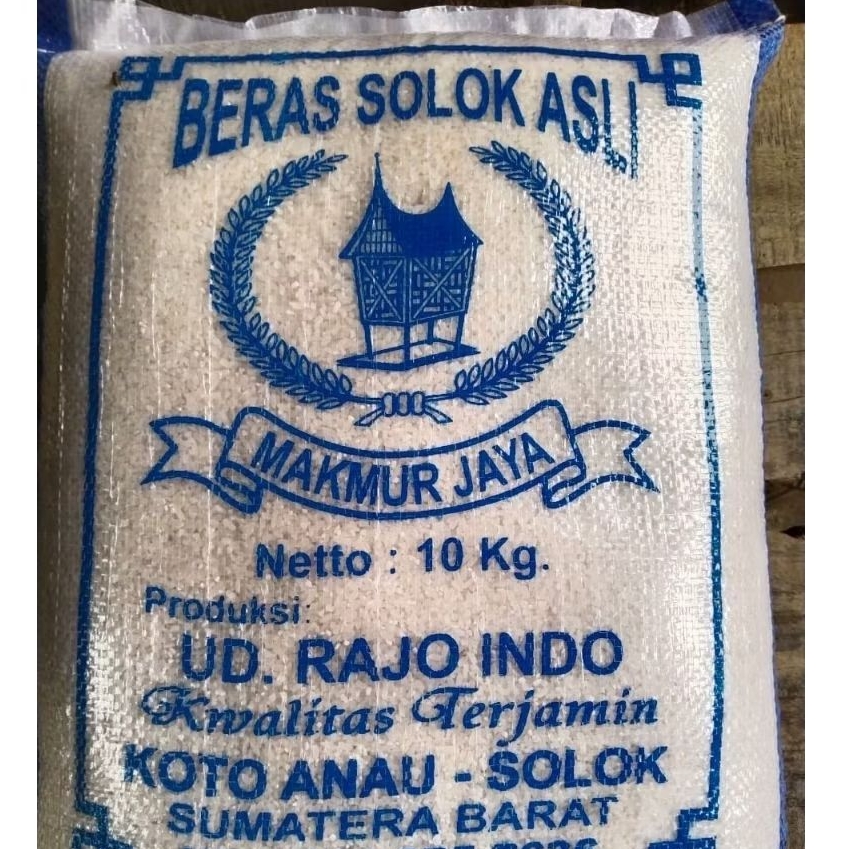 BERAS SOLOK ASLI
MAKMUR JAYA
Netto : 10 Kg.
Produksi:
UD. RAJO INDO
Kwalitas Terjamin
KOTO ANAU - SOLOK
SUMATERA BARAT